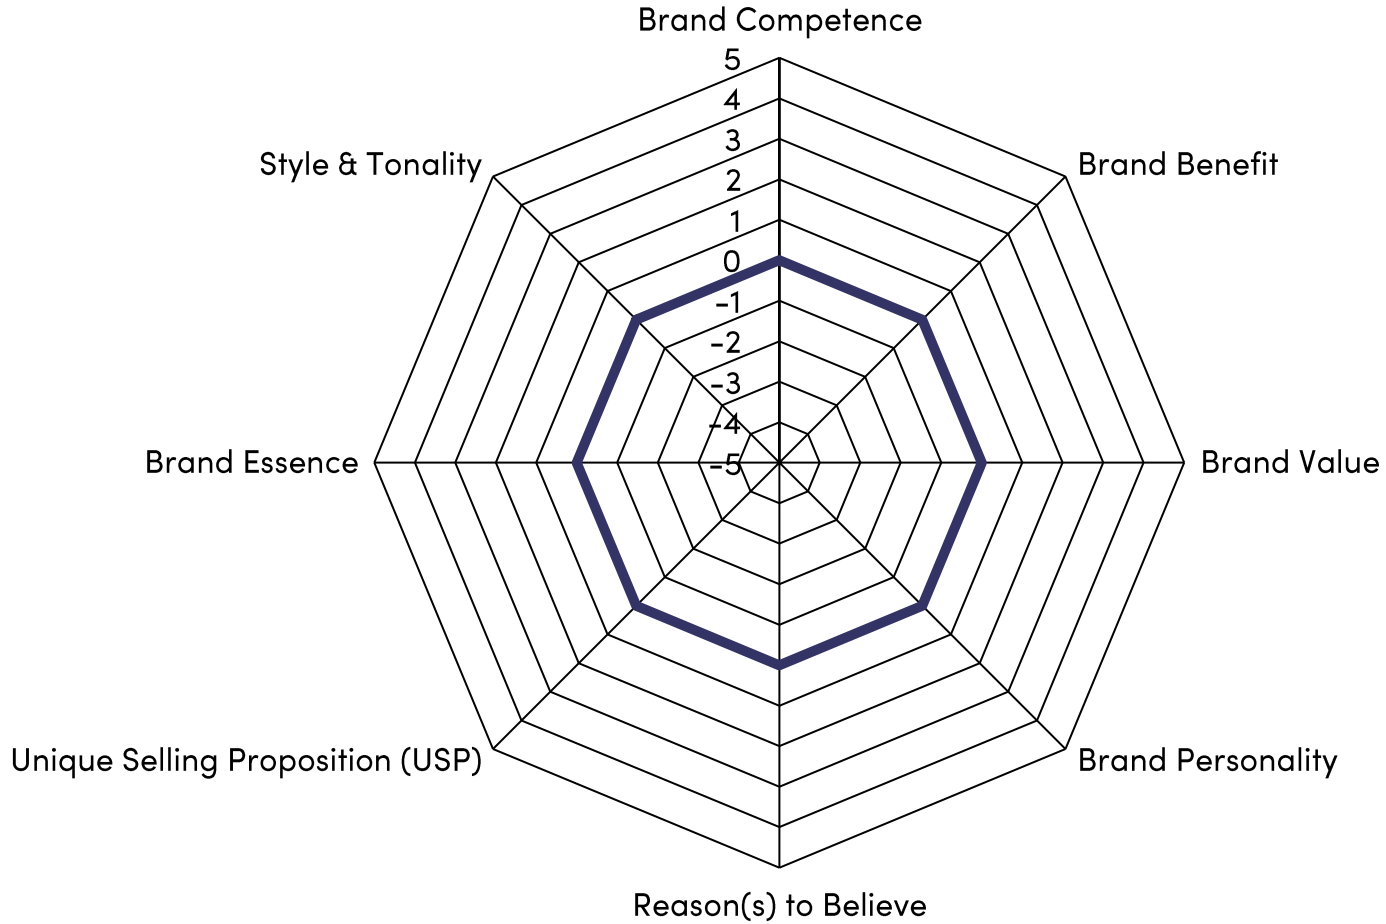 Brand Competence
5
4
3
2
1
0
-1
-2
-3
-4
-5
Style & Tonality
Brand Benefit
Brand Essence
Brand Value
Unique Selling Proposition (USP)
Brand Personality
Reason(s) to Believe